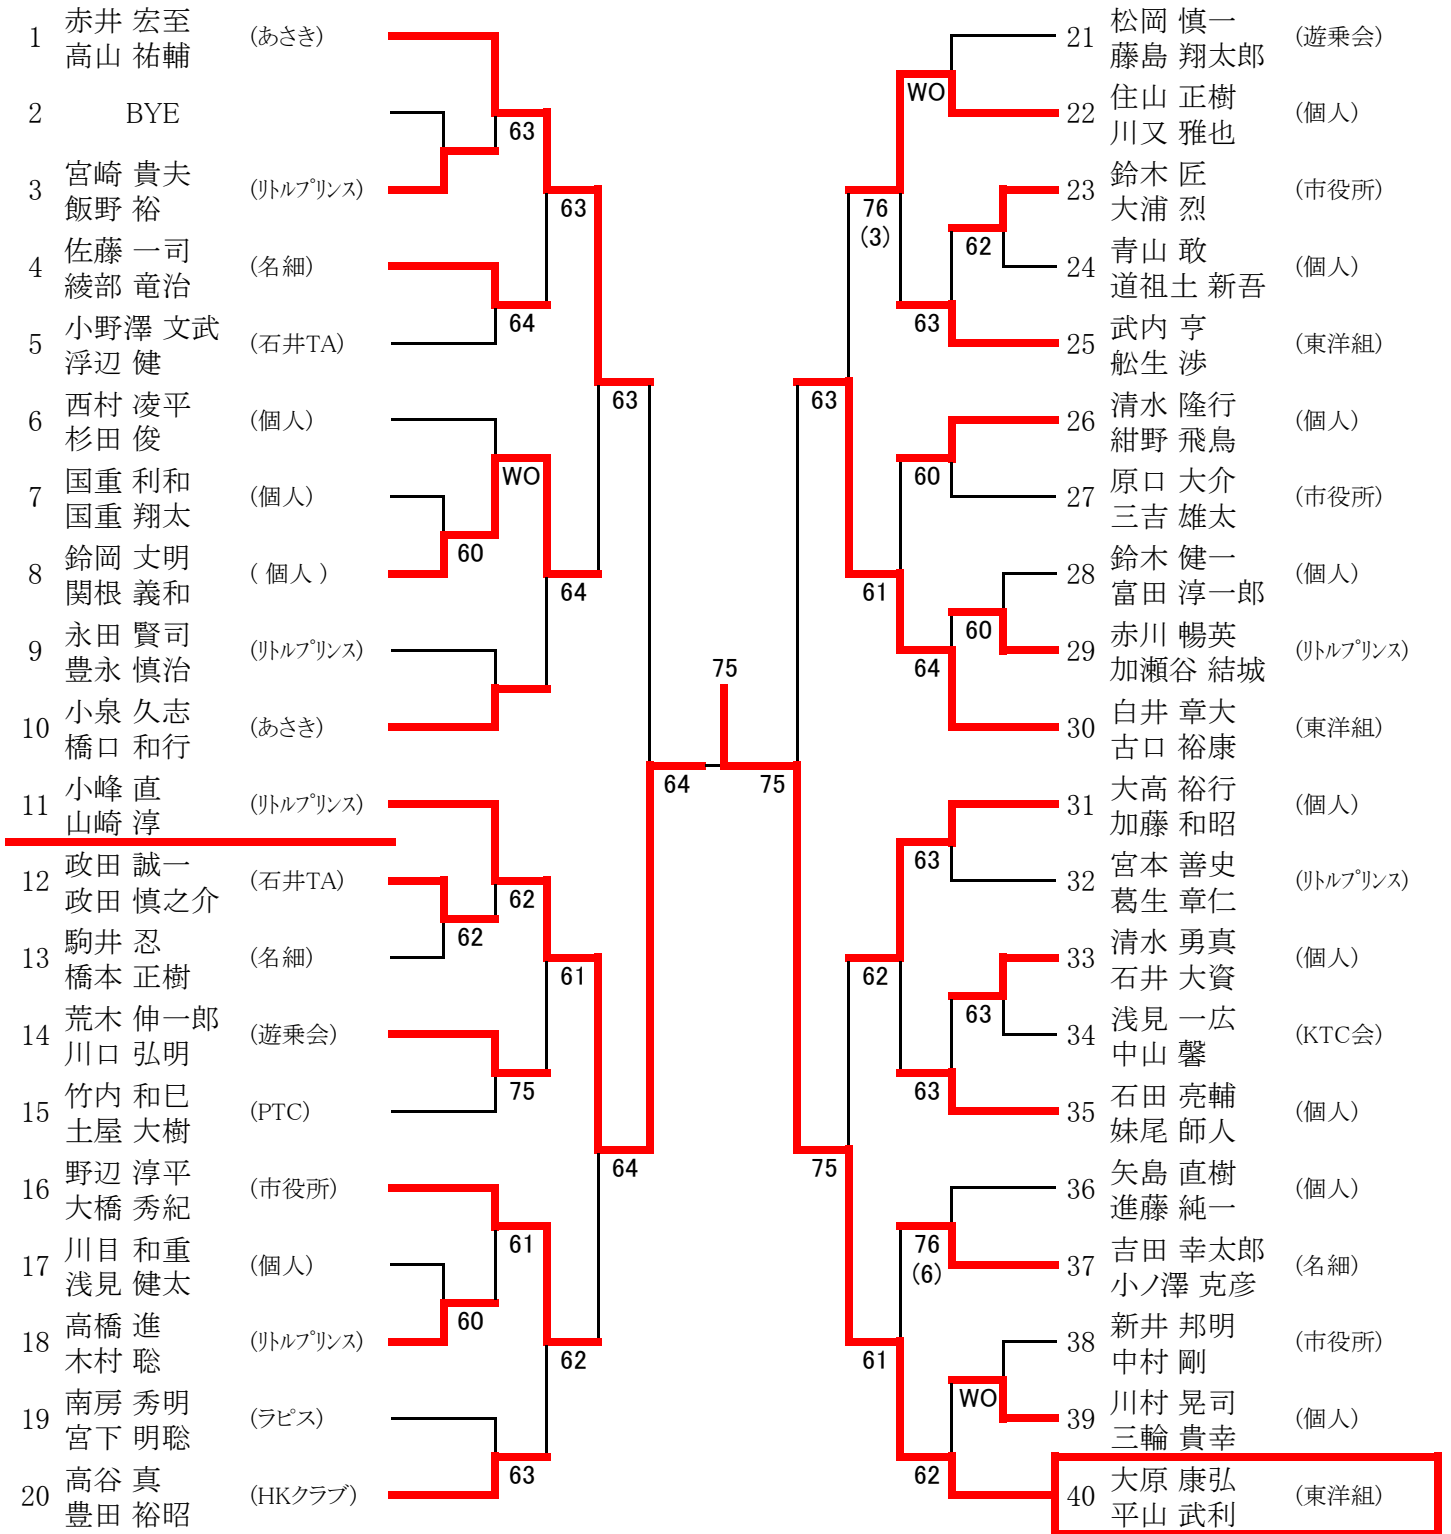 1 赤井 宏至 (あさき)
高山 祐輔
2 BYE
3 宮崎 貴夫 (リトルプリンス)
飯野 裕
4 佐藤 一司 (名細)
綾部 竜治
5 小野澤 文武 (石井TA)
浮辺 健
6 西村 凌平 (個人)
杉田 俊
7 国重 利和 (個人)
国重 翔太
8 鈴岡 丈明 ( 個人 )
関根 義和
9 永田 賢司 (リトルプリンス)
豊永 慎治
10 小泉 久志 (あさき)
橋口 和行
11 小峰 直 (リトルプリンス)
山崎 淳
12 政田 誠一 (石井TA)
政田 慎之介
13 駒井 忍 (名細)
橋本 正樹
14 荒木 伸一郎 (遊乗会)
川口 弘明
15 竹内 和巳 (PTC)
土屋 大樹
16 野辺 淳平 (市役所)
大橋 秀紀
17 川目 和重 (個人)
浅見 健太
18 高橋 進 (リトルプリンス)
木村 聡
19 南房 秀明 (ラピス)
宮下 明聡
20 高谷 真 (HKクラブ)
豊田 裕昭
63
64
WO
60
62
62
75
61
60
63
63
64
61
62
63
64
64
75
75
63
75
76
(3)
61
62
61
WO
62
63
60
60
64
63
63
63
76
(6)
WO
62
21 松岡 慎一 (遊乗会)
藤島 翔太郎
22 住山 正樹 (個人)
川又 雅也
23 鈴木 匠 (市役所)
大浦 烈
24 青山 敢 (個人)
道祖土 新吾
25 武内 亨 (東洋組)
舩生 渉
26 清水 隆行 (個人)
紺野 飛鳥
27 原口 大介 (市役所)
三吉 雄太
28 鈴木 健一 (個人)
富田 淳一郎
29 赤川 暢英 (リトルプリンス)
加瀬谷 結城
30 白井 章大 (東洋組)
古口 裕康
31 大高 裕行 (個人)
加藤 和昭
32 宮本 善史 (リトルプリンス)
葛生 章仁
33 清水 勇真 (個人)
石井 大資
34 浅見 一広 (KTC会)
中山 馨
35 石田 亮輔 (個人)
妹尾 師人
36 矢島 直樹 (個人)
進藤 純一
37 吉田 幸太郎 (名細)
小ノ澤 克彦
38 新井 邦明 (市役所)
中村 剛
39 川村 晃司 (個人)
三輪 貴幸
40 大原 康弘 (東洋組)
平山 武利